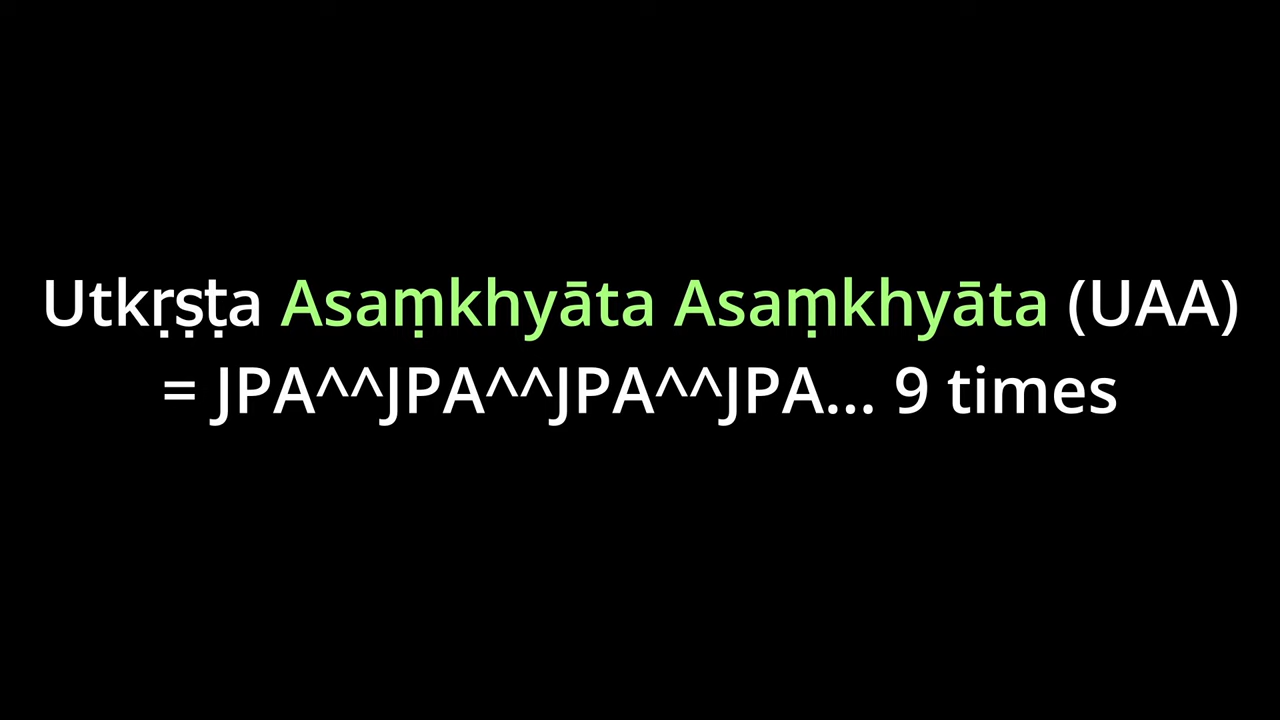 Utkṛṣṭa Asaṃkhyāta Asaṃkhyāta (UAA)
= JPA^^JPA^^JPA^^JPA... 9 times